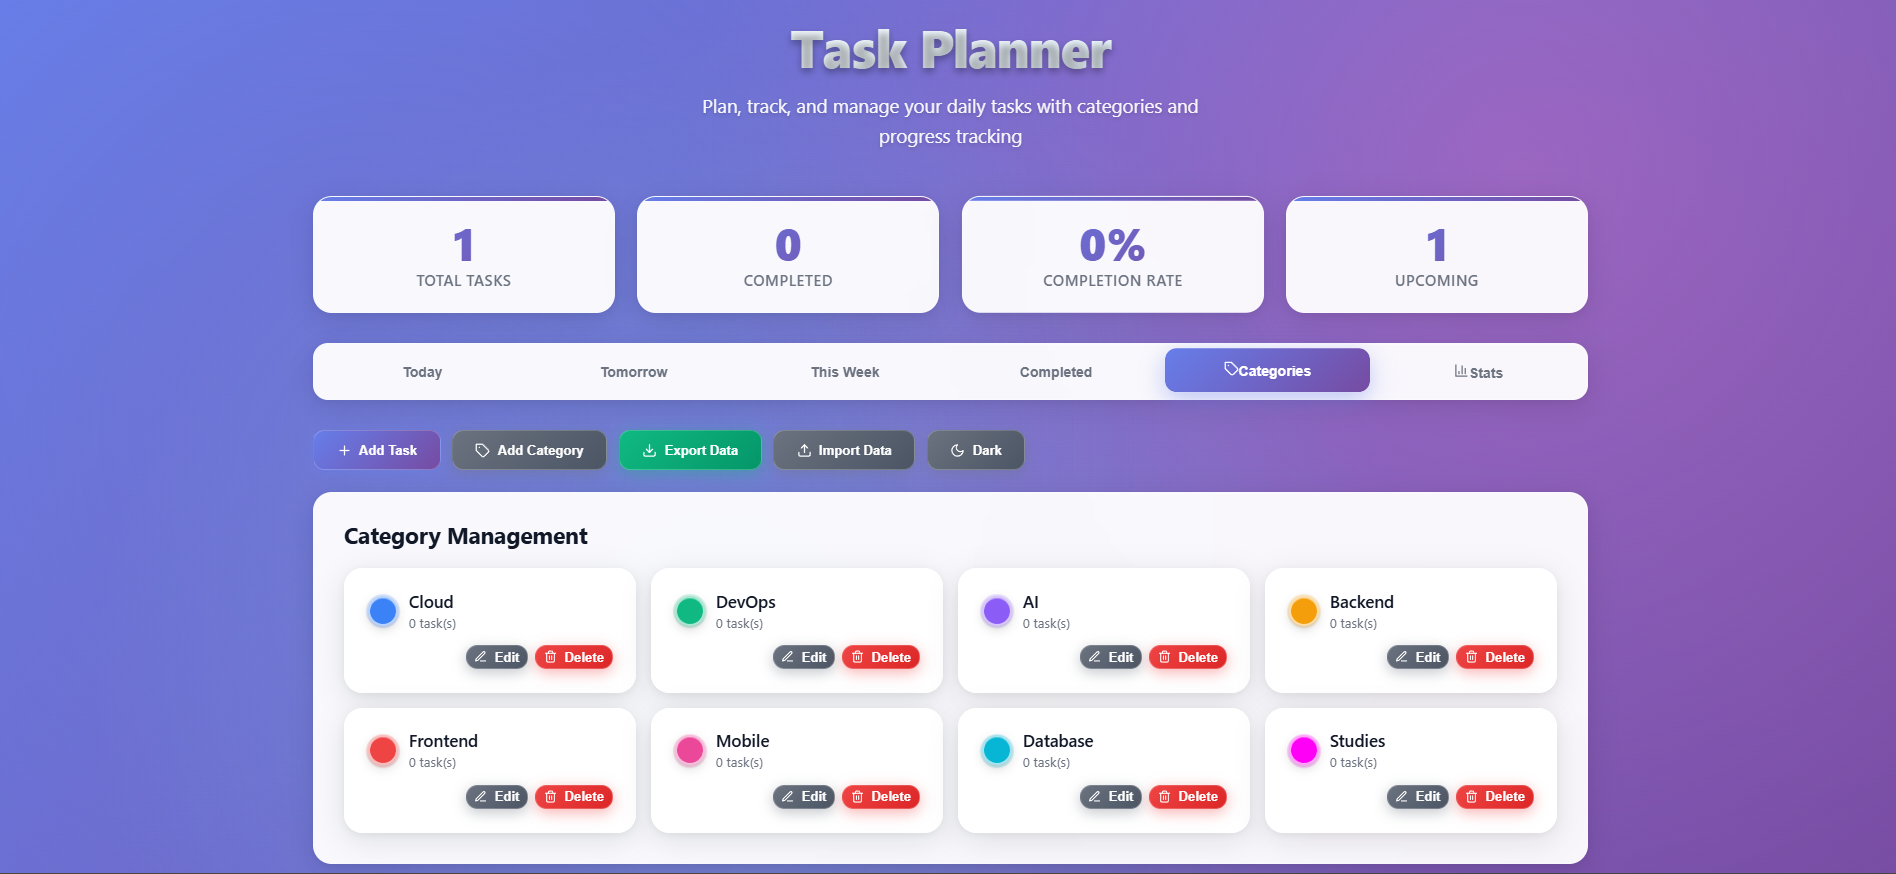 Task Planner
Plan, track, and manage your daily tasks with categories and
progress tracking
1
TOTAL TASKS
0
COMPLETED
0%
COMPLETION RATE
1
UPCOMING
Today
Tomorrow
This Week
Completed
Categories
Stats
Add Task
Add Category
Export Data
Import Data
Dark
Category Management
Cloud
0 task(s)
Edit
Delete
DevOps
0 task(s)
Edit
Delete
AI
0 task(s)
Edit
Delete
Backend
0 task(s)
Edit
Delete
Frontend
0 task(s)
Edit
Delete
Mobile
0 task(s)
Edit
Delete
Database
0 task(s)
Edit
Delete
Studies
0 task(s)
Edit
Delete